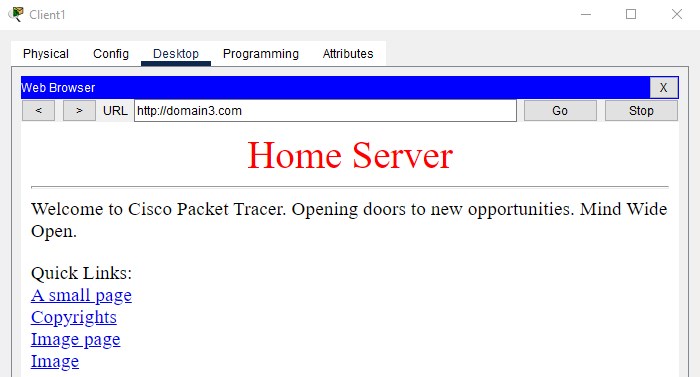 Client1
Physical Config Desktop Programming Attributes
Web Browser X
< > URL http://domain3.com Go Stop
Home Server
Welcome to Cisco Packet Tracer. Opening doors to new opportunities. Mind Wide
Open.
Quick Links:
A small page
Copyrights
Image page
Image